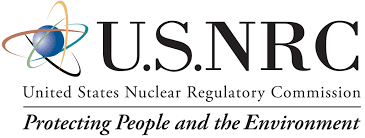 U.S.NRC
United States Nuclear Regulatory Commission
Protecting People and the Environment